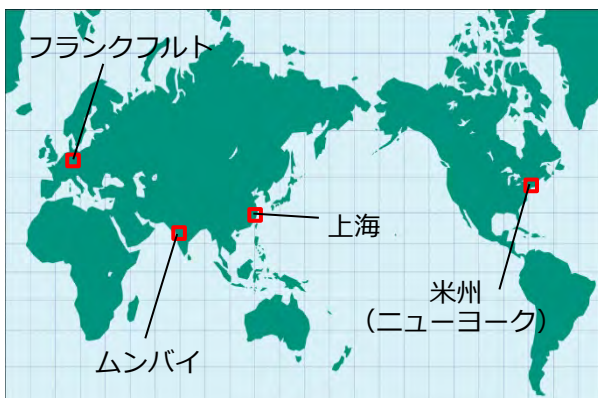 フランクフルト
上海
米州
（ニューヨーク）
ムンバイ